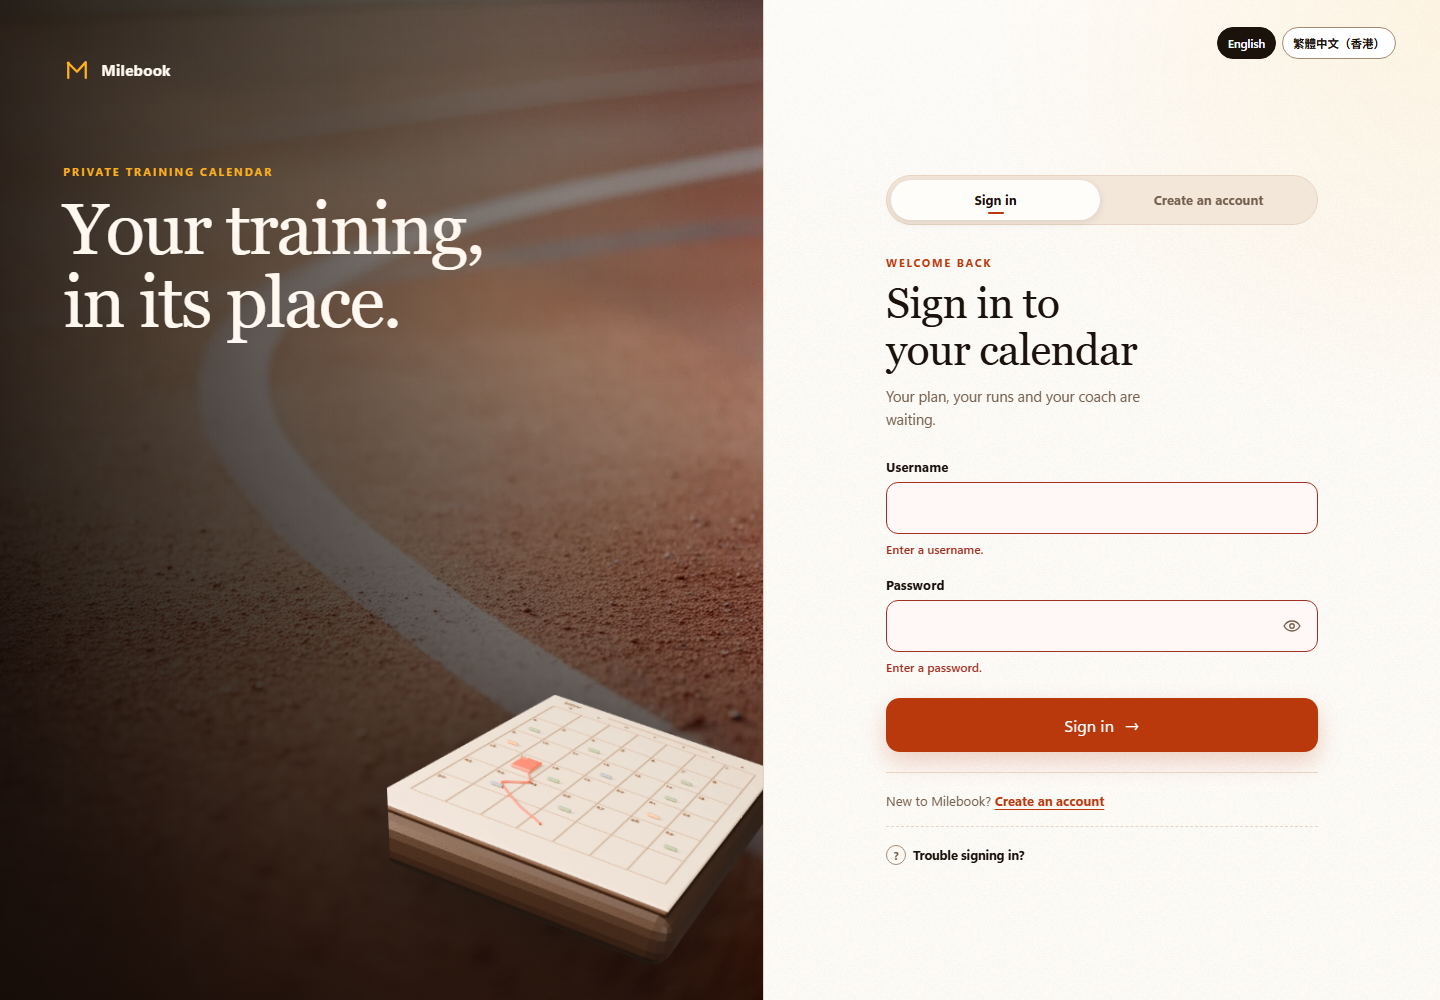 Milebook
PRIVATE TRAINING CALENDAR
Your training,
in its place.
English
繁體中文（香港）
Sign in
Create an account
WELCOME BACK
Sign in to
your calendar
Your plan, your runs and your coach are
waiting.
Username
Enter a username.
Password
Enter a password.
Sign in →
New to Milebook? Create an account
? Trouble signing in?